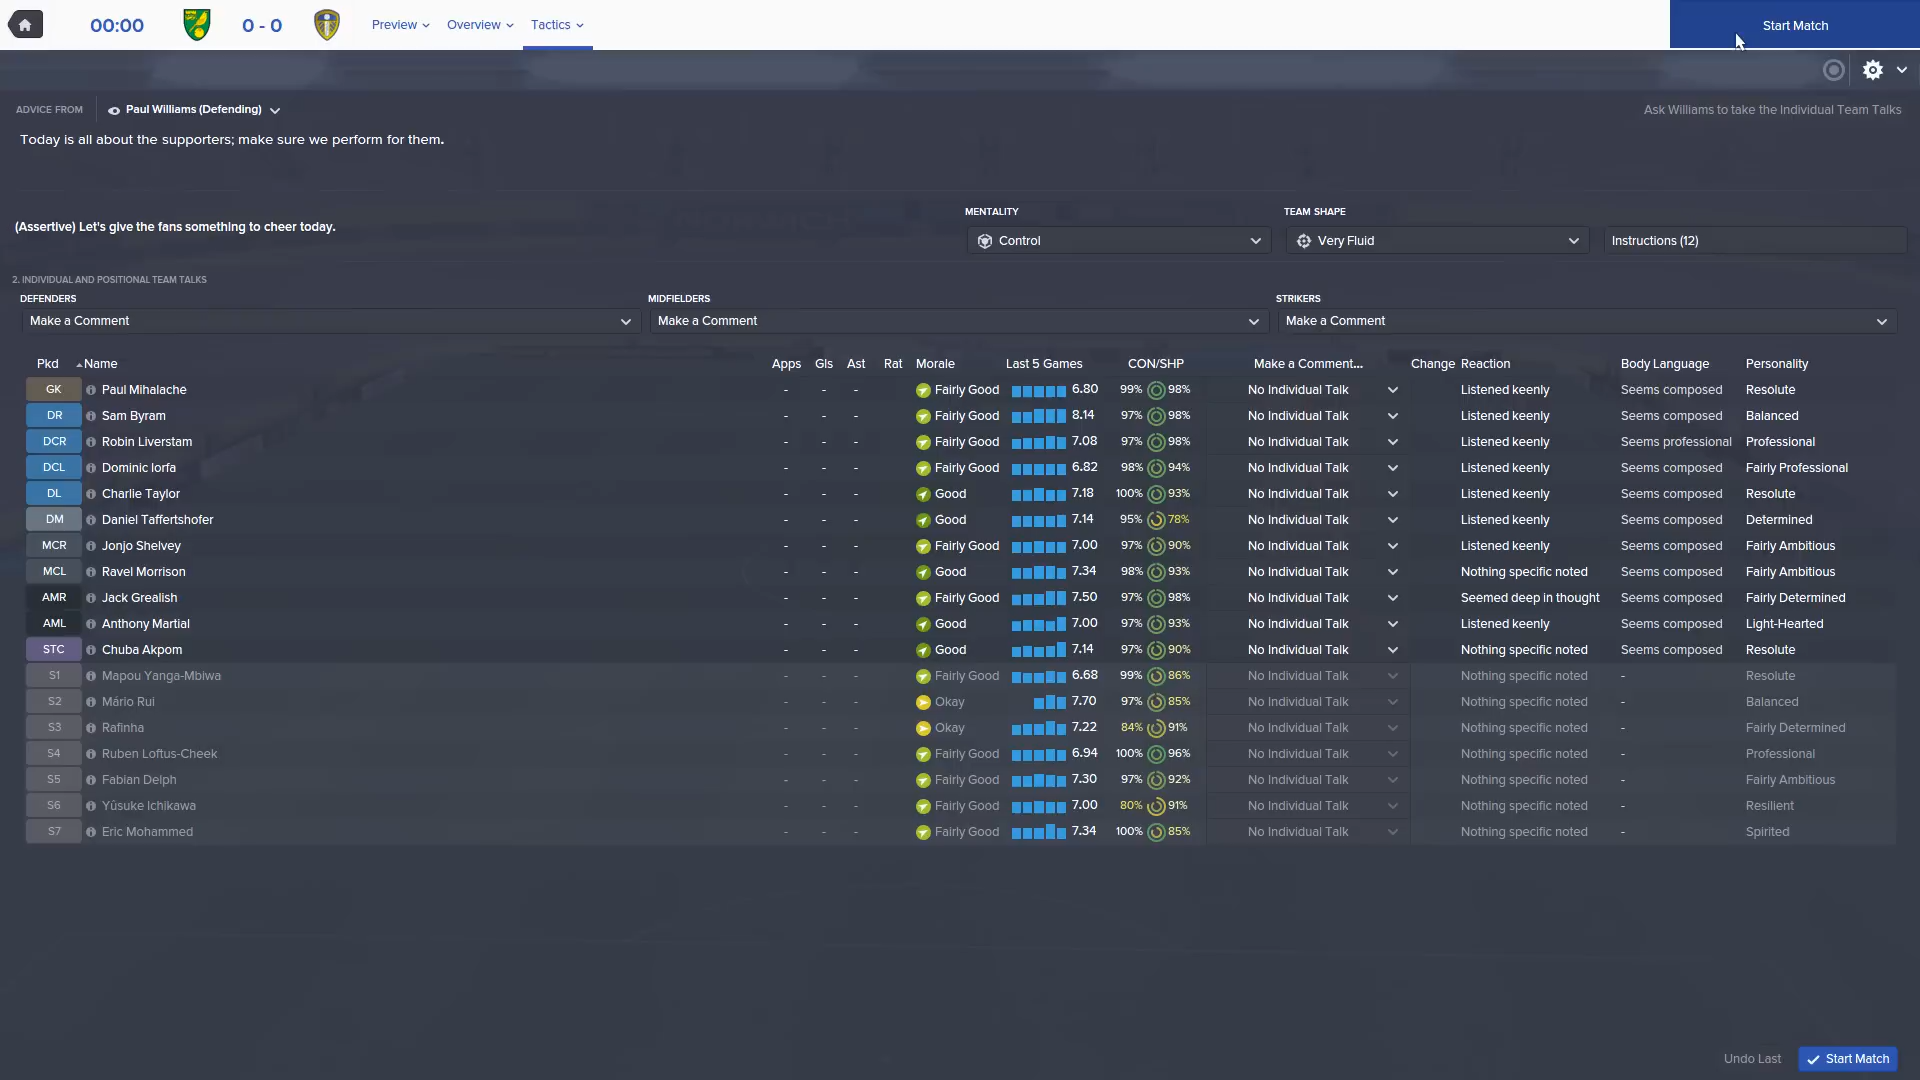 00:00 0 - 0 Preview Overview Tactics Start Match
ADVICE FROM Paul Williams (Defending) Ask Williams to take the Individual Team Talks
Today is all about the supporters; make sure we perform for them.
MENTALITY TEAM SHAPE
(Assertive) Let's give the fans something to cheer today. Control Very Fluid Instructions (12)
2. INDIVIDUAL AND POSITIONAL TEAM TALKS
DEFENDERS MIDFIELDERS STRIKERS
Make a Comment Make a Comment Make a Comment
Pkd Name Apps Gls Ast Rat Morale Last 5 Games CON/SHP Make a Comment... Change Reaction Body Language Personality
GK Paul Mihalache - - - Fairly Good 6.80 99% 98% No Individual Talk Listened keenly Seems composed Resolute
DR Sam Byram - - - Fairly Good 8.14 97% 98% No Individual Talk Listened keenly Seems composed Balanced
DCR Robin Liverstam - - - Fairly Good 7.08 97% 98% No Individual Talk Listened keenly Seems professional Professional
DCL Dominic Iorfa - - - Fairly Good 6.82 98% 94% No Individual Talk Listened keenly Seems composed Fairly Professional
DL Charlie Taylor - - - Good 7.18 100% 93% No Individual Talk Listened keenly Seems composed Resolute
DM Daniel Taffertshofer - - - Good 7.14 95% 78% No Individual Talk Listened keenly Seems composed Determined
MCR Jonjo Shelvey - - - Fairly Good 7.00 97% 90% No Individual Talk Listened keenly Seems composed Fairly Ambitious
MCL Ravel Morrison - - - Good 7.34 98% 93% No Individual Talk Nothing specific noted Seems composed Fairly Ambitious
AMR Jack Grealish - - - Fairly Good 7.50 97% 98% No Individual Talk Seemed deep in thought Seems composed Fairly Determined
AML Anthony Martial - - - Good 7.00 97% 93% No Individual Talk Listened keenly Seems composed Light-Hearted
STC Chuba Akpom - - - Good 7.14 97% 90% No Individual Talk Nothing specific noted Seems composed Resolute
S1 Mapou Yanga-Mbiwa - - - Fairly Good 6.68 99% 86% No Individual Talk Nothing specific noted - Resolute
S2 Mário Rui - - - Okay 7.70 97% 85% No Individual Talk Nothing specific noted - Balanced
S3 Rafinha - - - Okay 7.22 84% 91% No Individual Talk Nothing specific noted - Fairly Determined
S4 Ruben Loftus-Cheek - - - Fairly Good 6.94 100% 96% No Individual Talk Nothing specific noted - Professional
S5 Fabian Delph - - - Fairly Good 7.30 97% 92% No Individual Talk Nothing specific noted - Fairly Ambitious
S6 Yūsuke Ichikawa - - - Fairly Good 7.00 80% 91% No Individual Talk Nothing specific noted - Resilient
S7 Eric Mohammed - - - Fairly Good 7.34 100% 85% No Individual Talk Nothing specific noted - Spirited
Undo Last Start Match